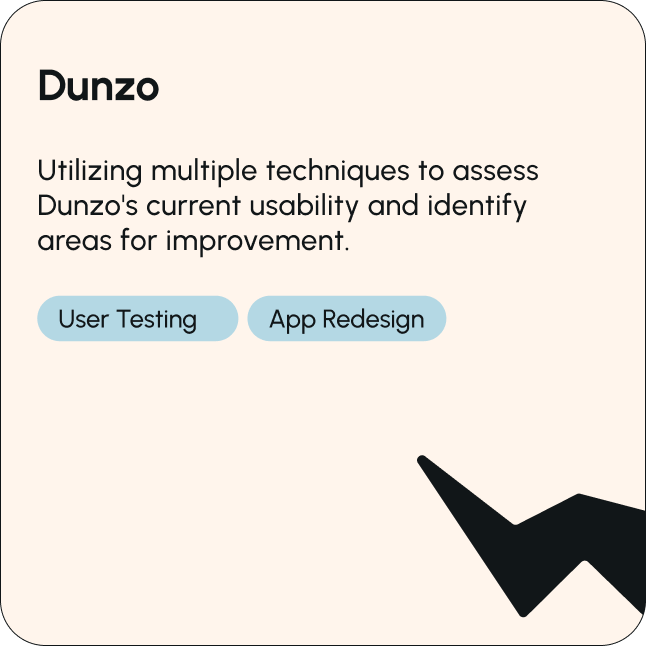 Dunzo
Utilizing multiple techniques to assess
Dunzo's current usability and identify
areas for improvement.
User Testing
App Redesign